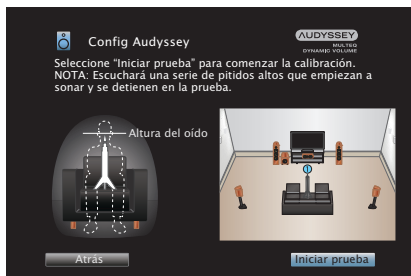 Config Audyssey
AUDYSSEY
MULTEQ
DYNAMIC VOLUME
Seleccione “Iniciar prueba” para comenzar la calibración.
NOTA: Escuchará una serie de pitidos altos que empiezan a
sonar y se detienen en la prueba.
Altura del oído
Atrás
Iniciar prueba